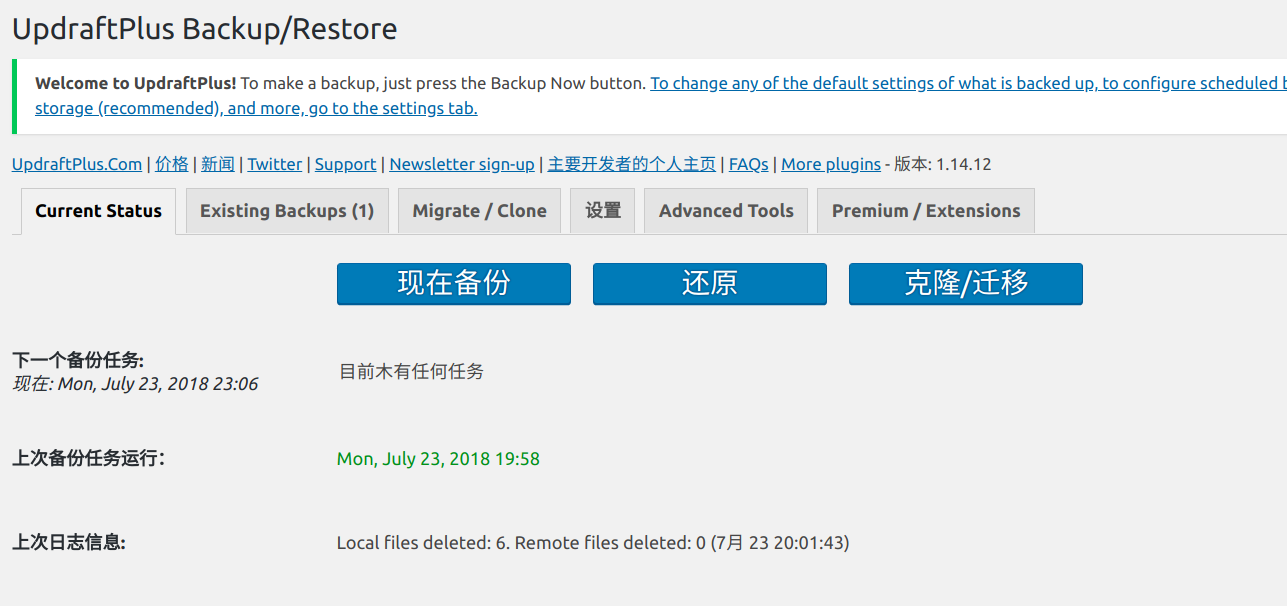 UpdraftPlus Backup/Restore
Welcome to UpdraftPlus! To make a backup, just press the Backup Now button. To change any of the default settings of what is backed up, to configure scheduled
storage (recommended), and more, go to the settings tab.
UpdraftPlus.Com | 价格 | 新闻 | Twitter | Support | Newsletter sign-up | 主要开发者的个人主页 | FAQs | More plugins - 版本: 1.14.12
Current Status Existing Backups (1) Migrate / Clone 设置 Advanced Tools Premium / Extensions
现在备份 还原 克隆/迁移
下一个备份任务:
现在: Mon, July 23, 2018 23:06
目前木有任何任务
上次备份任务运行：
Mon, July 23, 2018 19:58
上次日志信息:
Local files deleted: 6. Remote files deleted: 0 (7月 23 20:01:43)